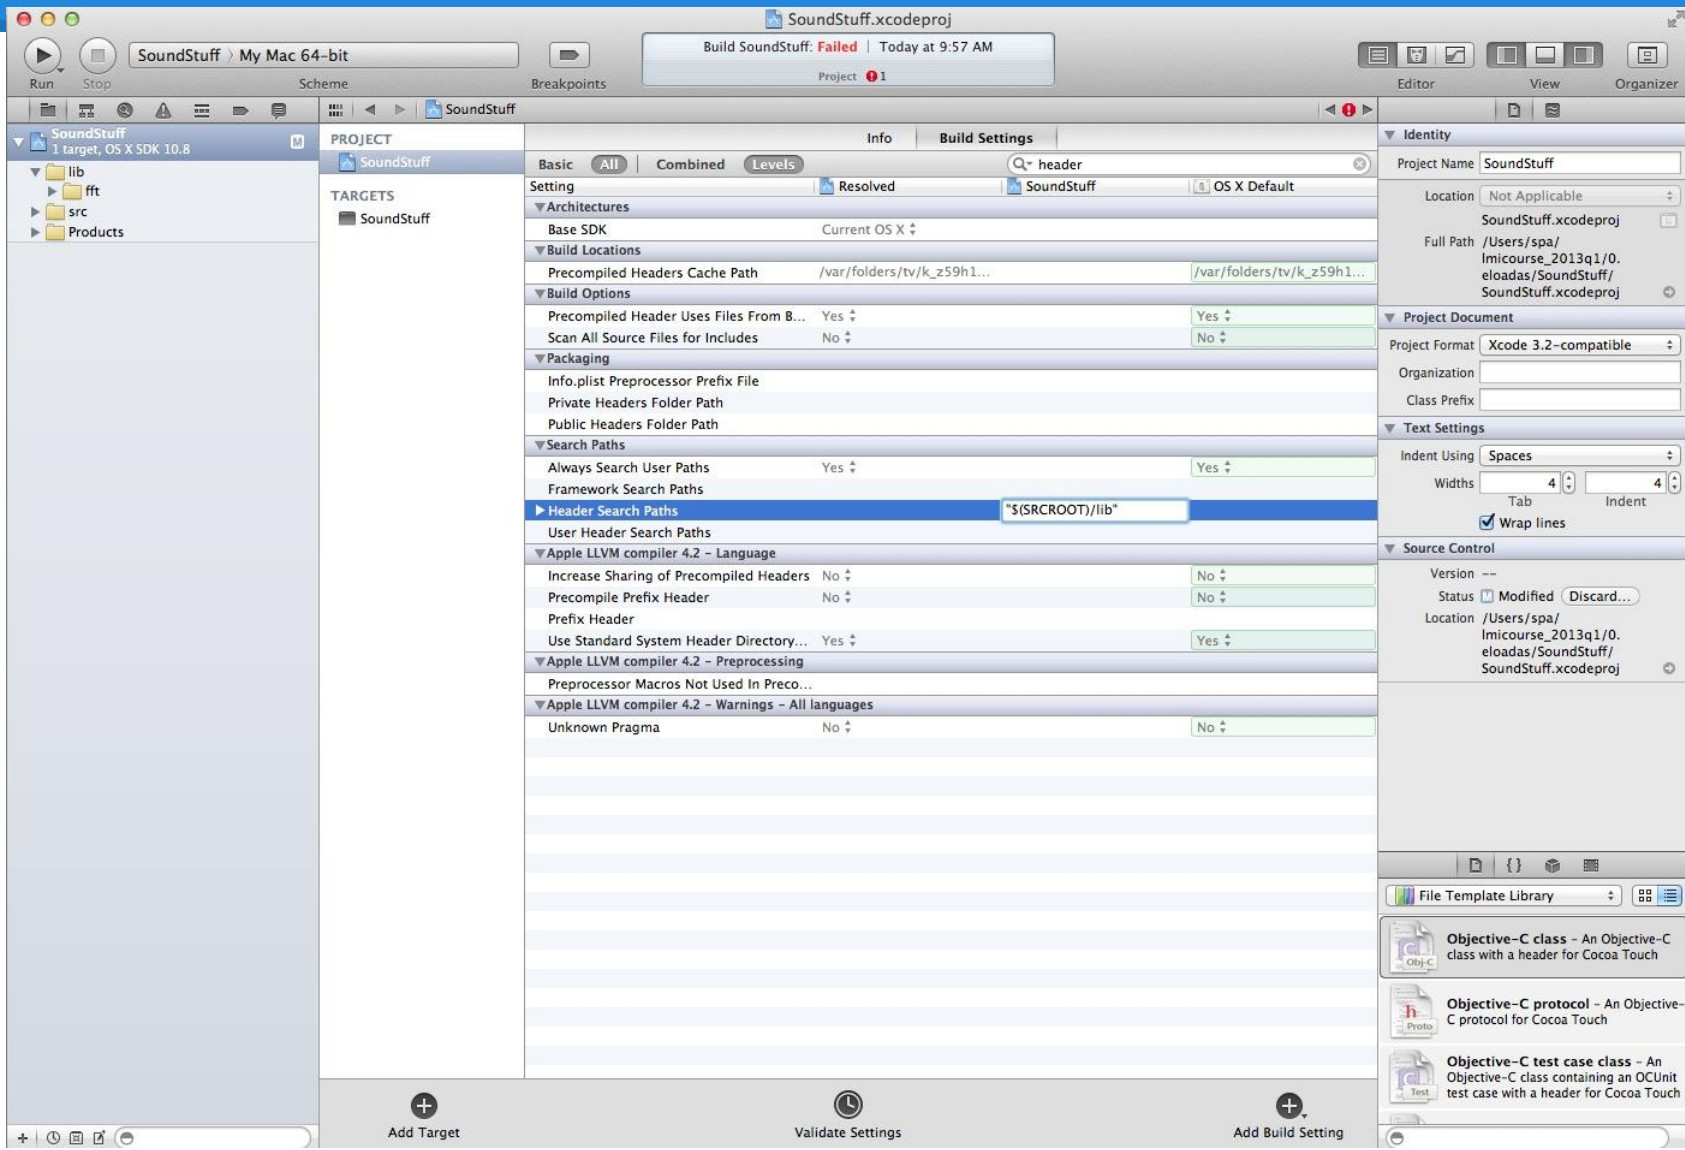 SoundStuff.xcodeproj
SoundStuff › My Mac 64-bit
Build SoundStuff: Failed | Today at 9:57 AM
Project 1
Run Stop Scheme Breakpoints Editor View Organizer
SoundStuff
SoundStuff
1 target, OS X SDK 10.8
M
lib
fft
src
Products
PROJECT
SoundStuff
TARGETS
SoundStuff
Info Build Settings
Basic All Combined Levels header
Setting Resolved SoundStuff OS X Default
Architectures
Base SDK Current OS X
Build Locations
Precompiled Headers Cache Path /var/folders/tv/k_z59h1... /var/folders/tv/k_z59h1...
Build Options
Precompiled Header Uses Files From B... Yes Yes
Scan All Source Files for Includes No No
Packaging
Info.plist Preprocessor Prefix File
Private Headers Folder Path
Public Headers Folder Path
Search Paths
Always Search User Paths Yes Yes
Framework Search Paths
Header Search Paths "$(SRCROOT)/lib"
User Header Search Paths
Apple LLVM compiler 4.2 - Language
Increase Sharing of Precompiled Headers No No
Precompile Prefix Header No No
Prefix Header
Use Standard System Header Directory... Yes Yes
Apple LLVM compiler 4.2 - Preprocessing
Preprocessor Macros Not Used In Preco...
Apple LLVM compiler 4.2 - Warnings - All languages
Unknown Pragma No No
Add Target
Validate Settings
Add Build Setting
Identity
Project Name SoundStuff
Location Not Applicable
SoundStuff.xcodeproj
Full Path /Users/spa/
lmicourse_2013q1/0.
eloadas/SoundStuff/
SoundStuff.xcodeproj
Project Document
Project Format Xcode 3.2-compatible
Organization
Class Prefix
Text Settings
Indent Using Spaces
Widths 4 4
Tab Indent
Wrap lines
Source Control
Version --
Status M Modified Discard...
Location /Users/spa/
lmicourse_2013q1/0.
eloadas/SoundStuff/
SoundStuff.xcodeproj
{}
File Template Library
Obj-C
Objective-C class - An Objective-C
class with a header for Cocoa Touch
h
Proto
Objective-C protocol - An Objective-
C protocol for Cocoa Touch
Test
Objective-C test case class - An
Objective-C class containing an OCUnit
test case with a header for Cocoa Touch